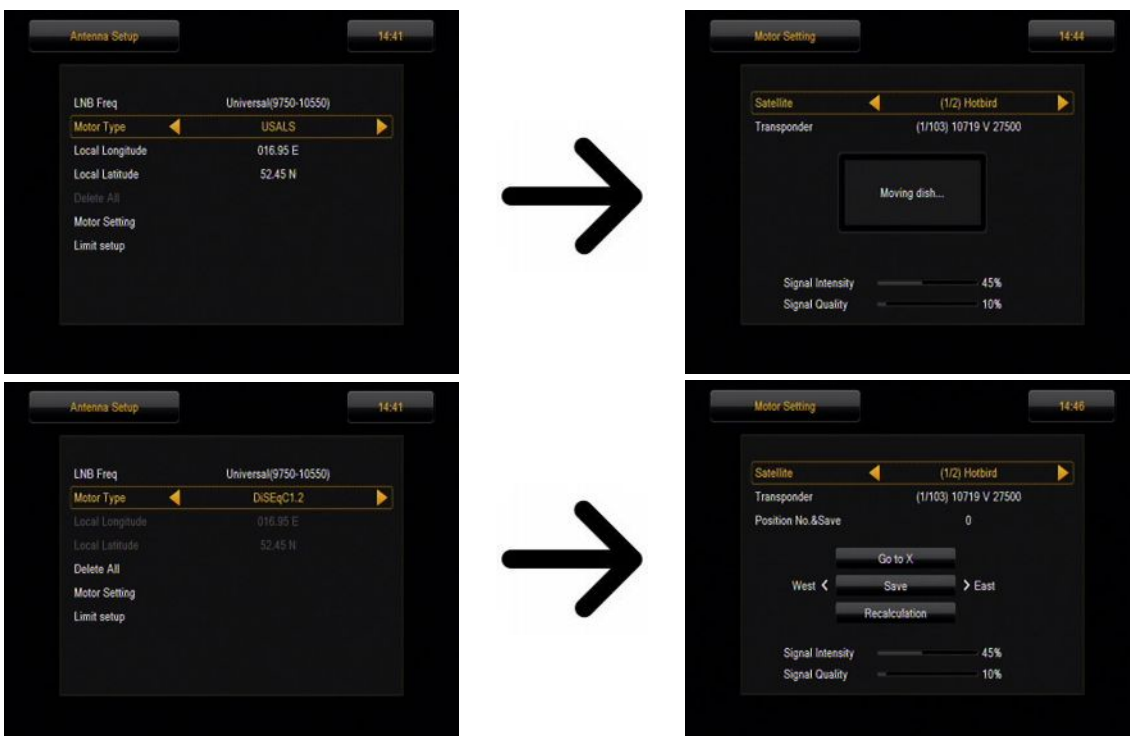 Antenna Setup 14:41
LNB Freq Universal(9750-10550)
Motor Type USALS
Local Longitude 016.95 E
Local Latitude 52.45 N
Delete All
Motor Setting
Limit setup
Motor Setting 14:44
Satellite (1/2) Hotbird
Transponder (1/103) 10719 V 27500
Moving dish...
Signal Intensity 45%
Signal Quality 10%
Antenna Setup 14:41
LNB Freq Universal(9750-10550)
Motor Type DiSEqC1.2
Local Longitude 016.95 E
Local Latitude 52.45 N
Delete All
Motor Setting
Limit setup
Motor Setting 14:46
Satellite (1/2) Hotbird
Transponder (1/103) 10719 V 27500
Position No.&Save 0
Go to X
West < Save > East
Recalculation
Signal Intensity 45%
Signal Quality 10%